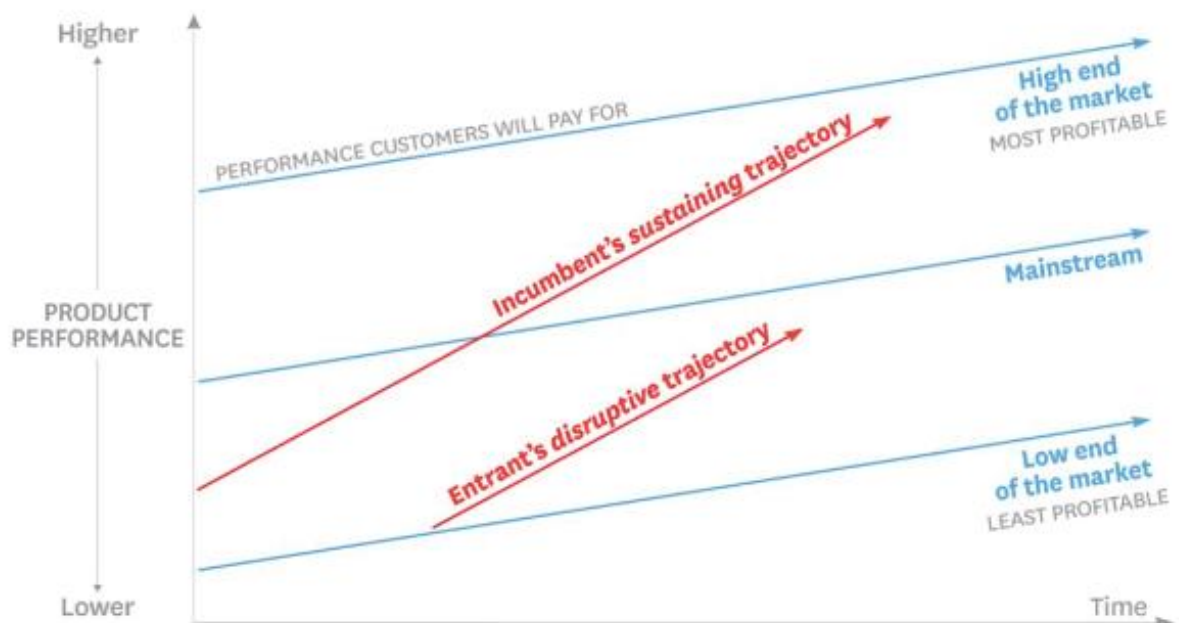 Higher
PERFORMANCE CUSTOMERS WILL PAY FOR
High end
of the market
MOST PROFITABLE
Incumbent's sustaining trajectory
Mainstream
PRODUCT
PERFORMANCE
Entrant's disruptive trajectory
Low end
of the market
LEAST PROFITABLE
Lower
Time